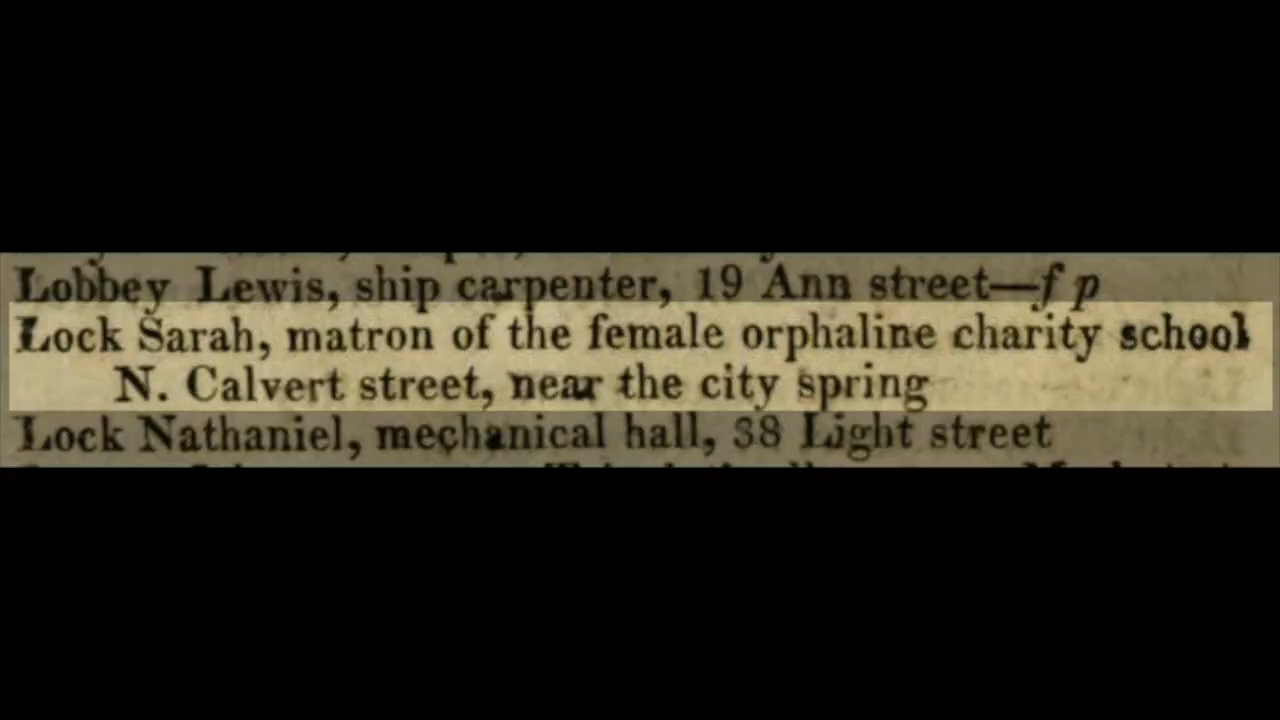 Lobbey Lewis, ship carpenter, 19 Ann street—f p
Lock Sarah, matron of the female orphaline charity school
N. Calvert street, near the city spring
Lock Nathaniel, mechanical hall, 38 Light street